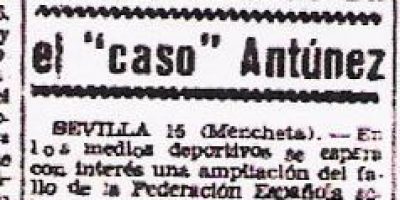 el "caso" Antúnez
SEVILLA 15 (Mencheta). — En
los medios deportivos se espera
con interés una ampliación del fa-
llo de la Federación Española so-